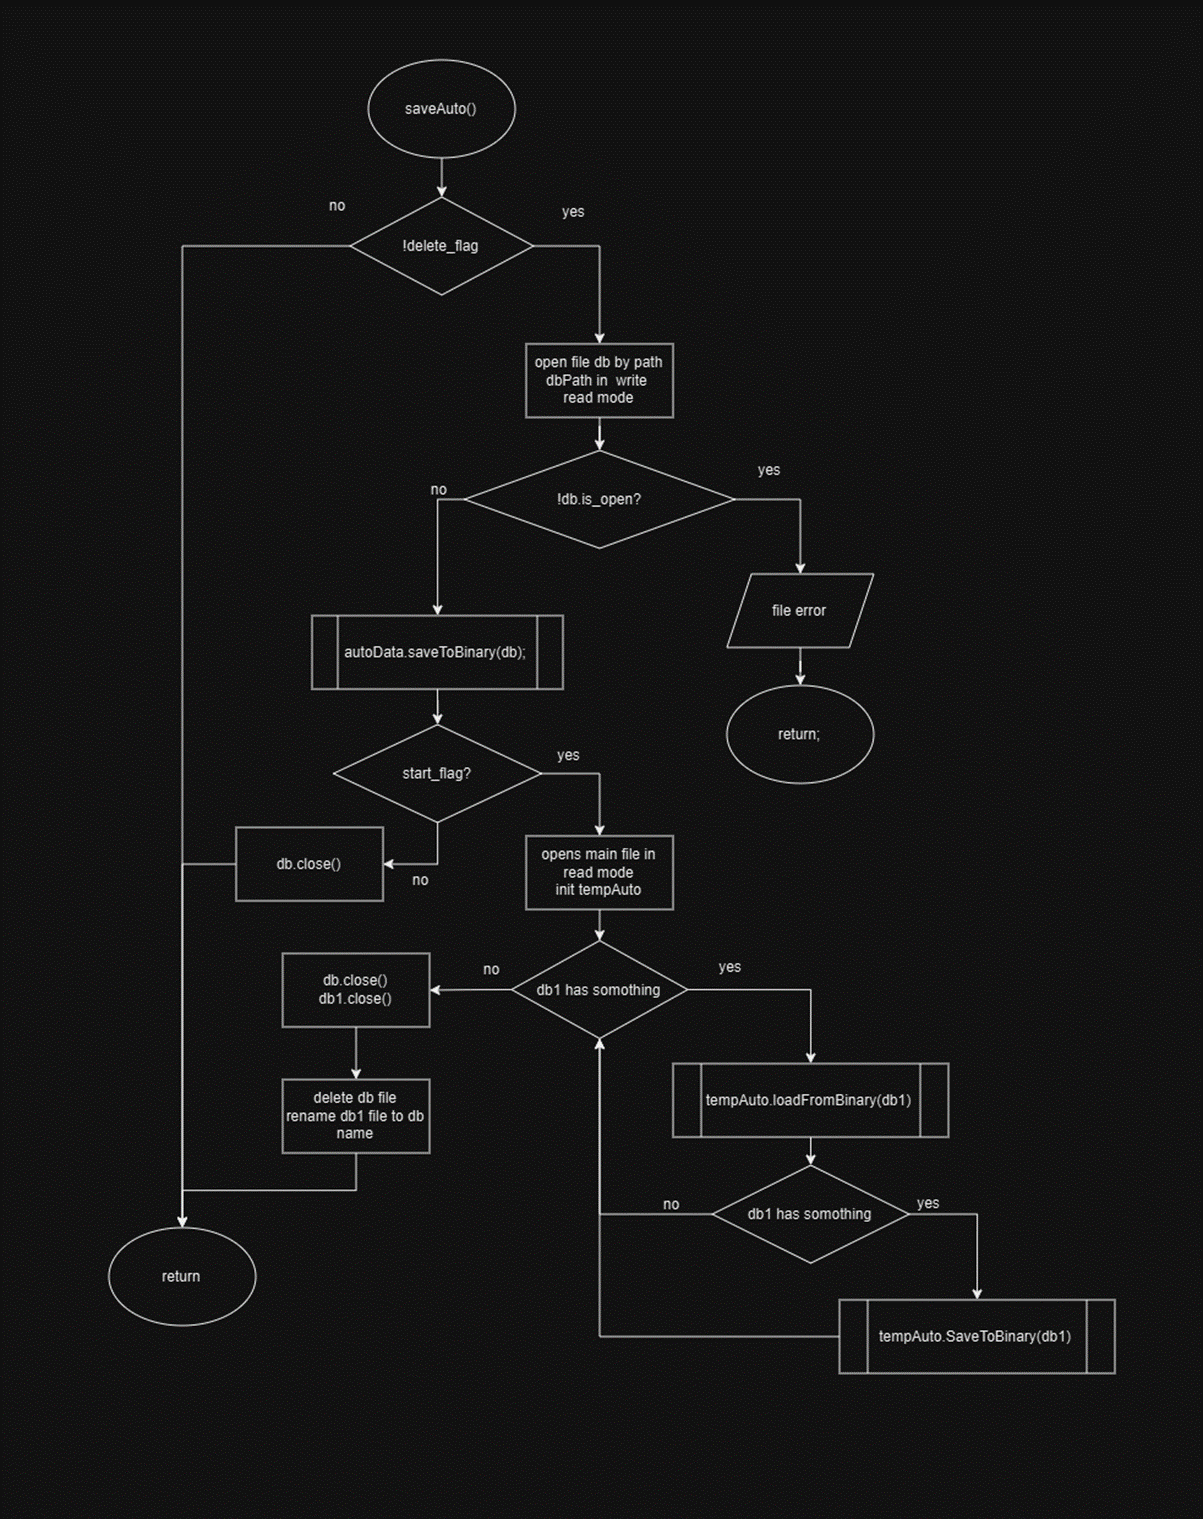 saveAuto()
no
yes
!delete_flag
open file db by path
dbPath in write
read mode
yes
no
!db.is_open?
file error
autoData.saveToBinary(db);
return;
yes
start_flag?
opens main file in
read mode
init tempAuto
db.close()
no
no
yes
db.close()
db1.close()
db1 has somothing
delete db file
rename db1 file to db
name
tempAuto.loadFromBinary(db1)
no
yes
db1 has somothing
return
tempAuto.SaveToBinary(db1)